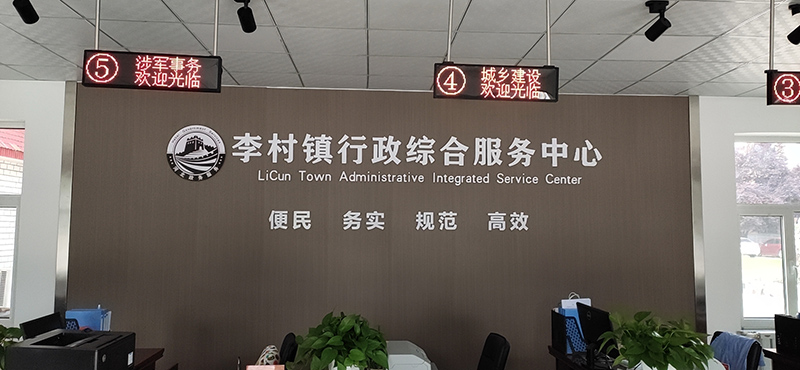 ⑤ 涉军事务
欢迎光临
④ 城乡建设
欢迎光临
③
李村镇行政综合服务中心
LiCun Town Administrative Integrated Service Center
便民 务实 规范 高效